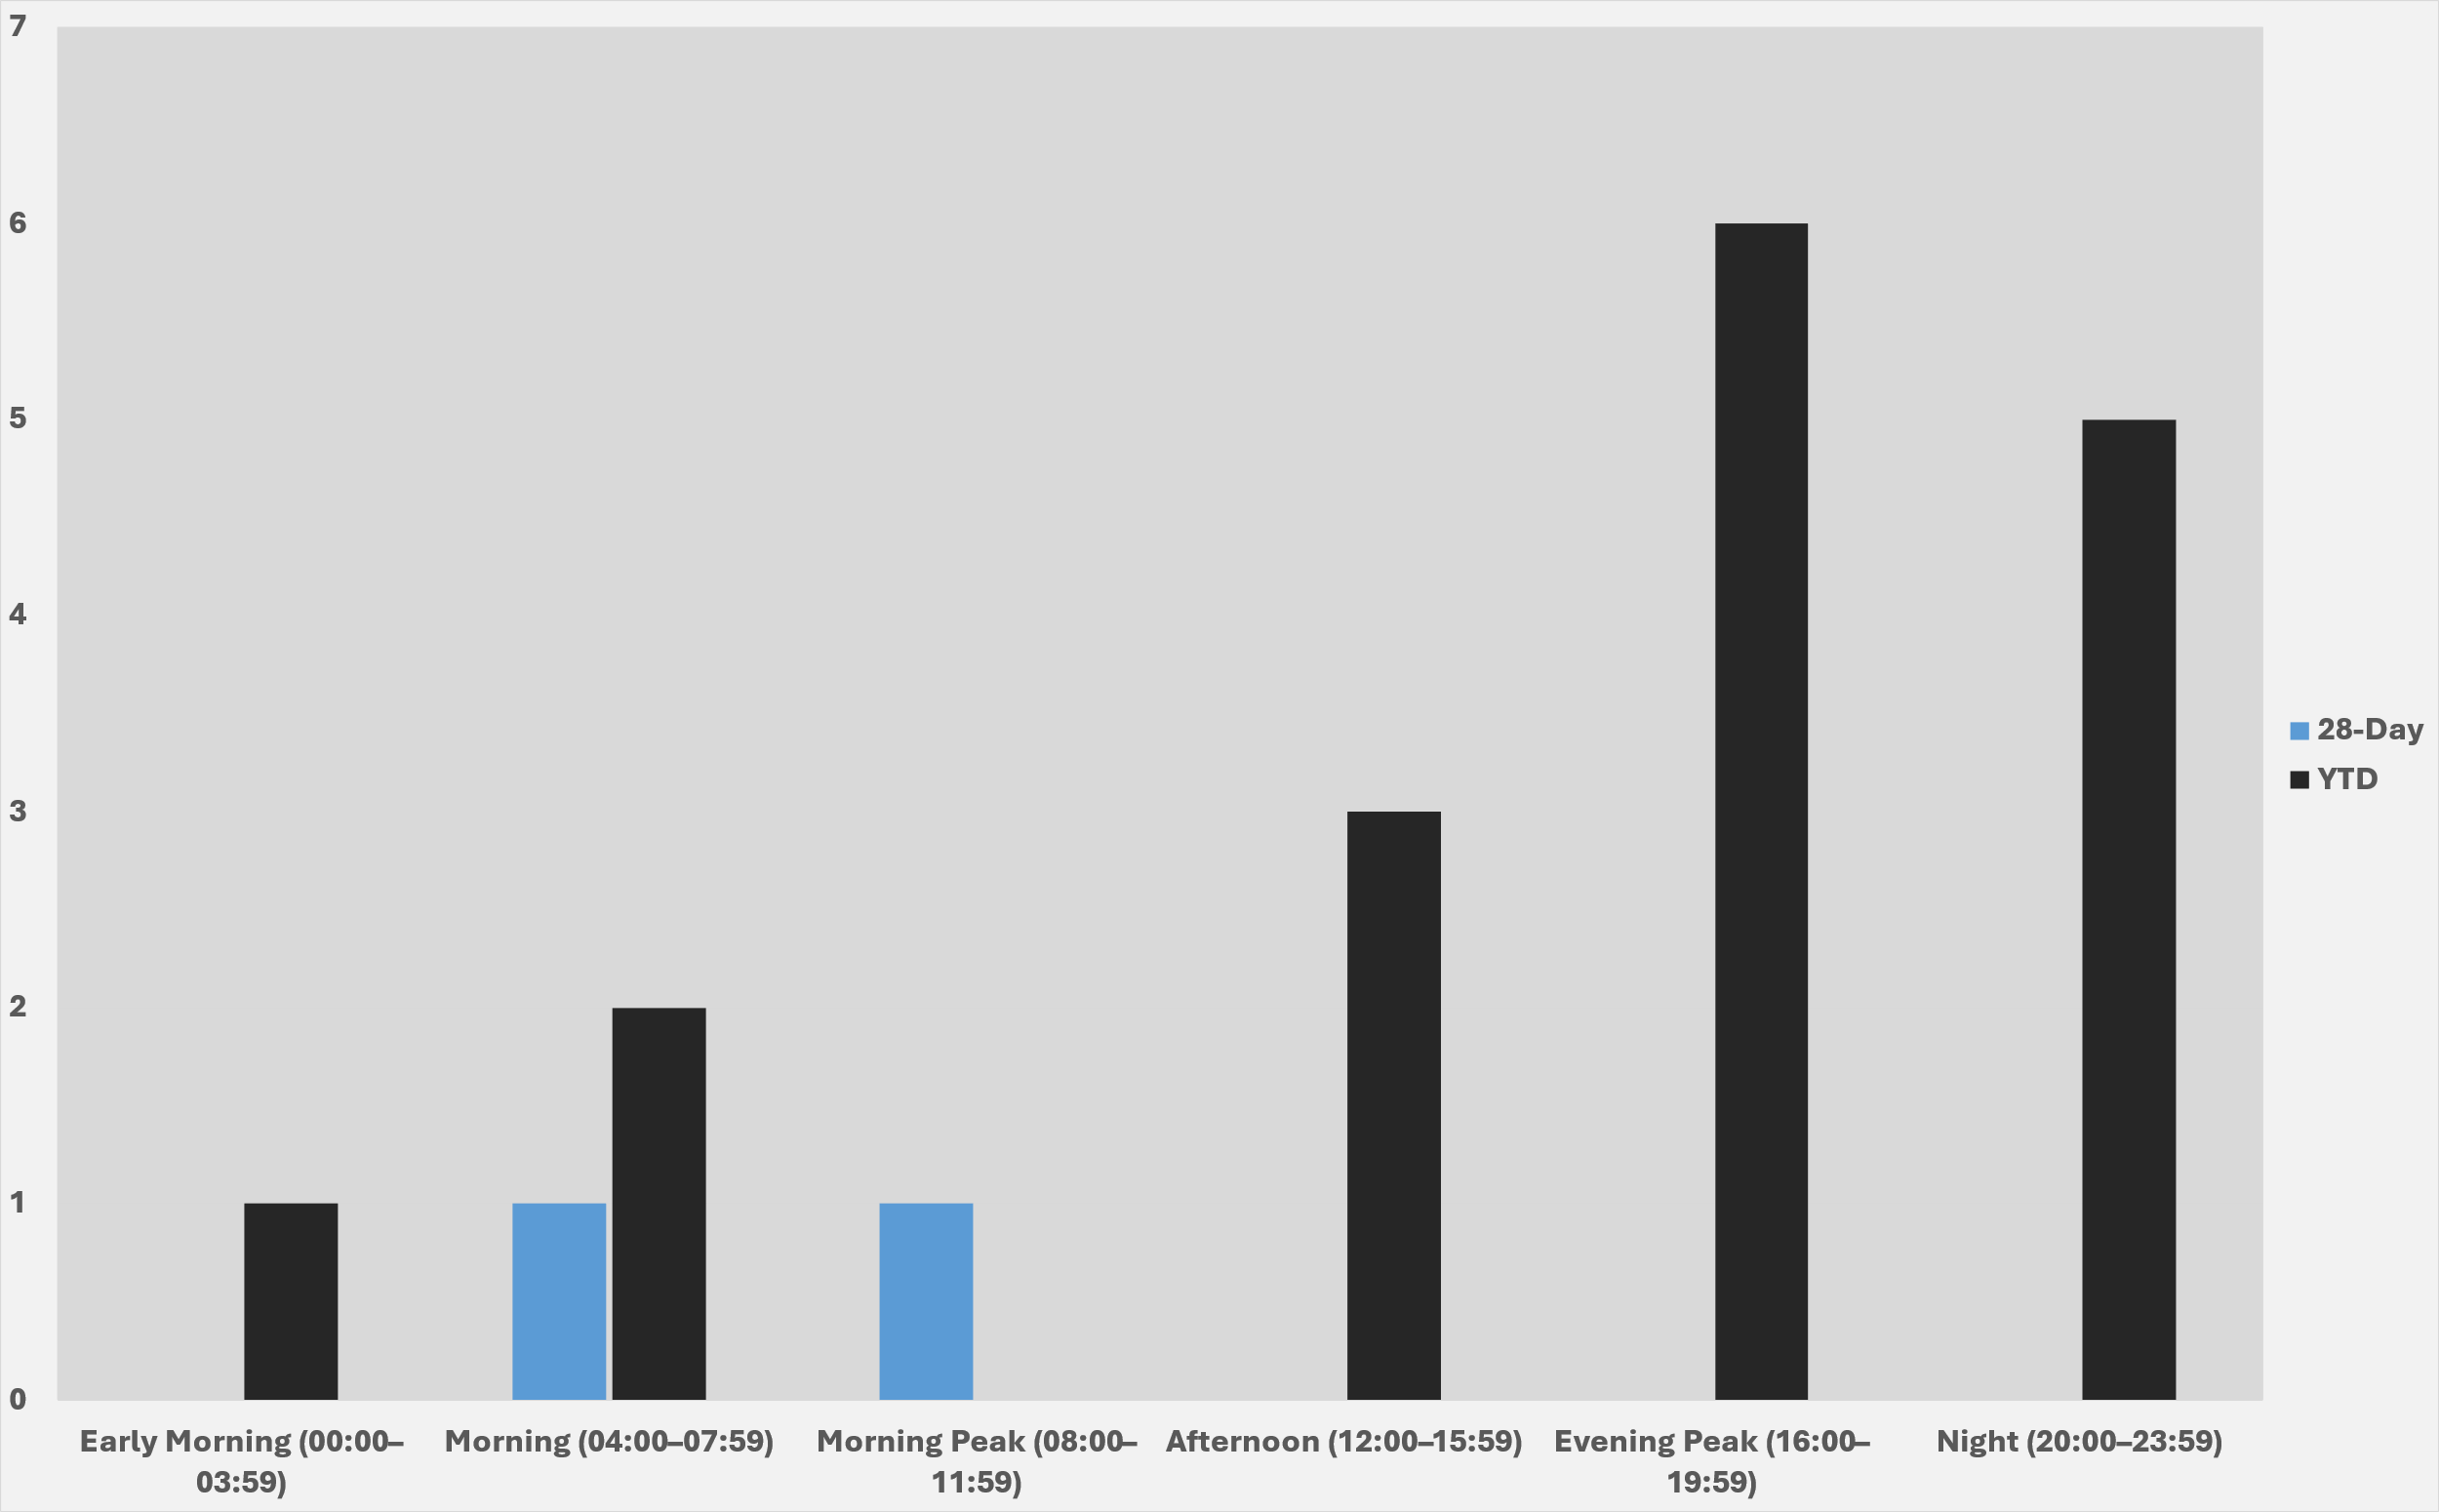 7
6
5
4
3
2
1
0
Early Morning (00:00–
03:59)
Morning (04:00–07:59)
Morning Peak (08:00–
11:59)
Afternoon (12:00–15:59)
Evening Peak (16:00–
19:59)
Night (20:00–23:59)
28-Day
YTD